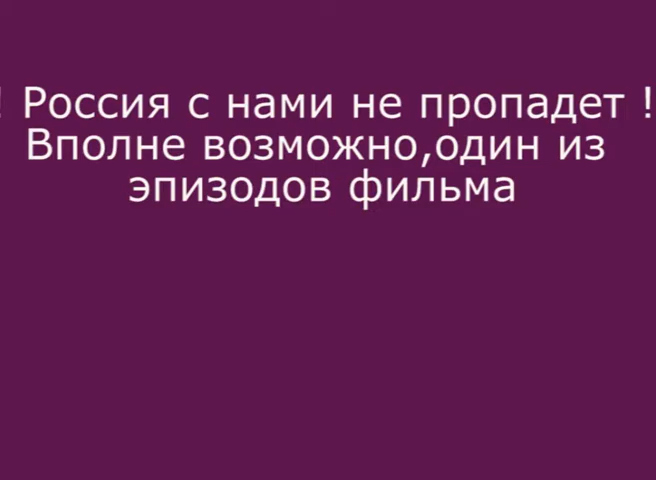 ! Россия с нами не пропадет !
Вполне возможно,один из
эпизодов фильма